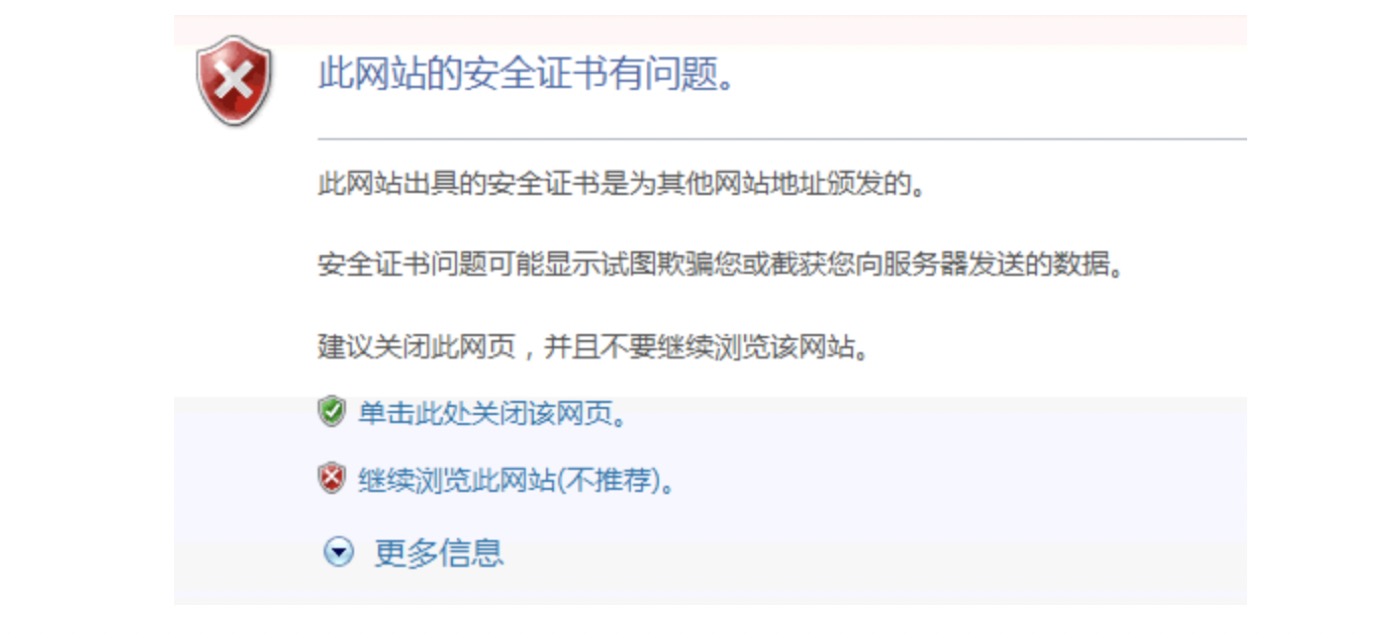 此网站的安全证书有问题。
此网站出具的安全证书是为其他网站地址颁发的。
安全证书问题可能显示试图欺骗您或截获您向服务器发送的数据。
建议关闭此网页，并且不要继续浏览该网站。
单击此处关闭该网页。
继续浏览此网站(不推荐)。
更多信息